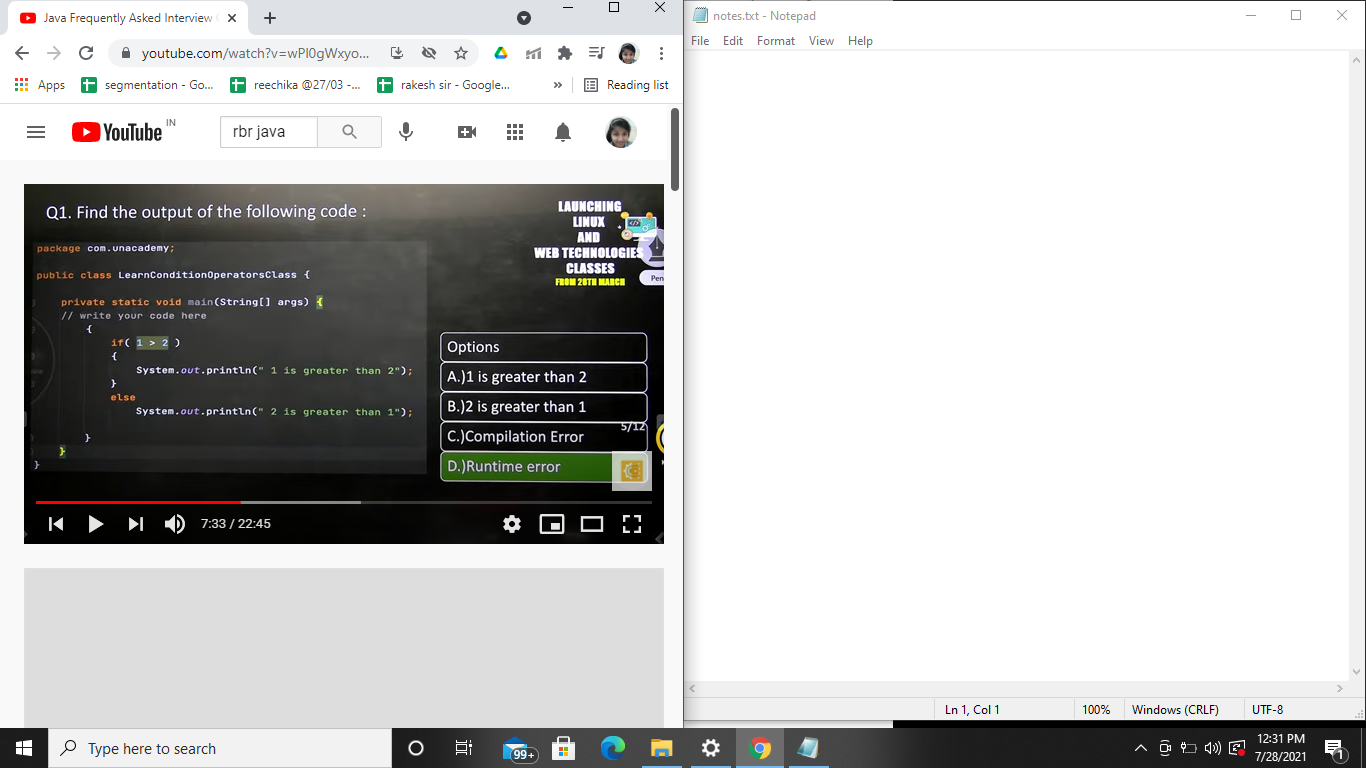 Java Frequently Asked Interview
youtube.com/watch?v=wPI0gWxyo...
Apps
segmentation - Go...
reechika @27/03 -...
rakesh sir - Google...
»
Reading list
YouTube IN
rbr java
Q1. Find the output of the following code :
package com.unacademy;
public class LearnConditionOperatorsClass {
private static void main(String[] args) {
// write your code here
{
if( 1 > 2 )
{
System.out.println(" 1 is greater than 2");
}
else
System.out.println(" 2 is greater than 1");
}
}
}
LAUNCHING
LINUX
AND
WEB TECHNOLOGIES
CLASSES
FROM 26TH MARCH
Pen
Options
A.)1 is greater than 2
B.)2 is greater than 1
5/12
C.)Compilation Error
D.)Runtime error
7:33 / 22:45
notes.txt - Notepad
File Edit Format View Help
Ln 1, Col 1
100%
Windows (CRLF)
UTF-8
Type here to search
99+
12:31 PM
7/28/2021
1